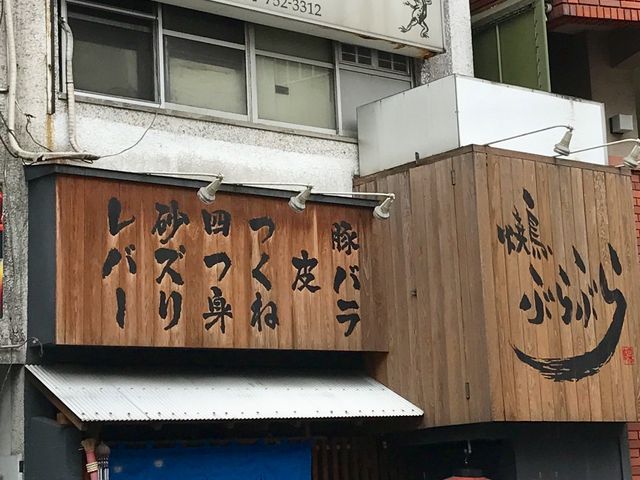 752-3312
豚バラ
皮
つくね
四つ身
砂ズリ
レバー
焼鳥
ぶらぶら